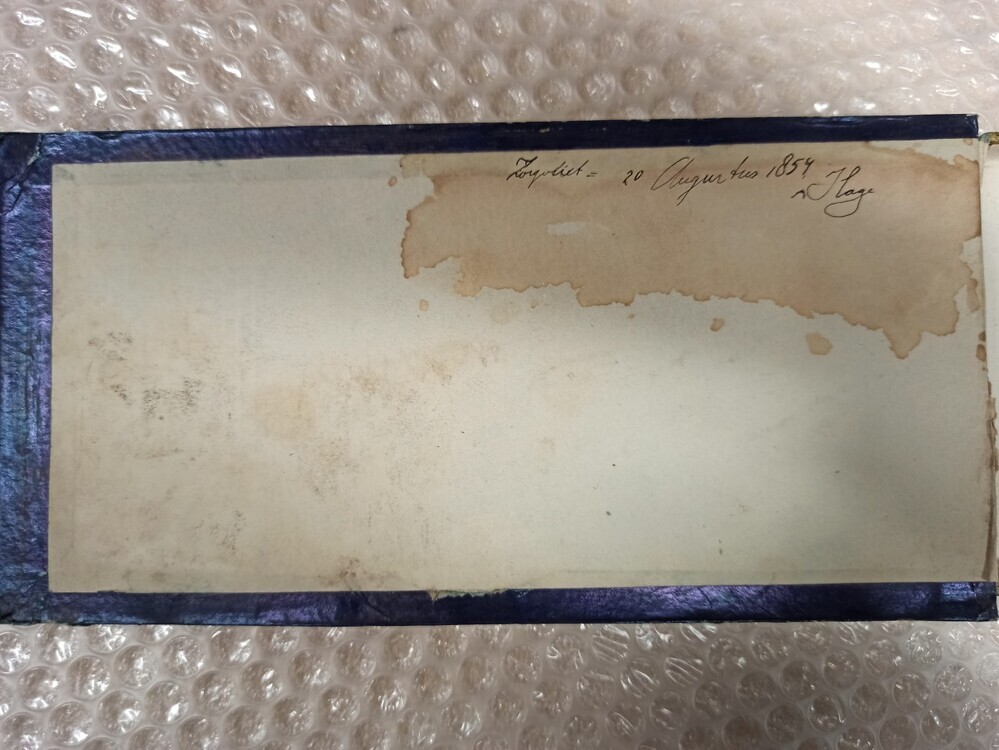 Zorgvliet = 20 Augustus 1854
s Hage